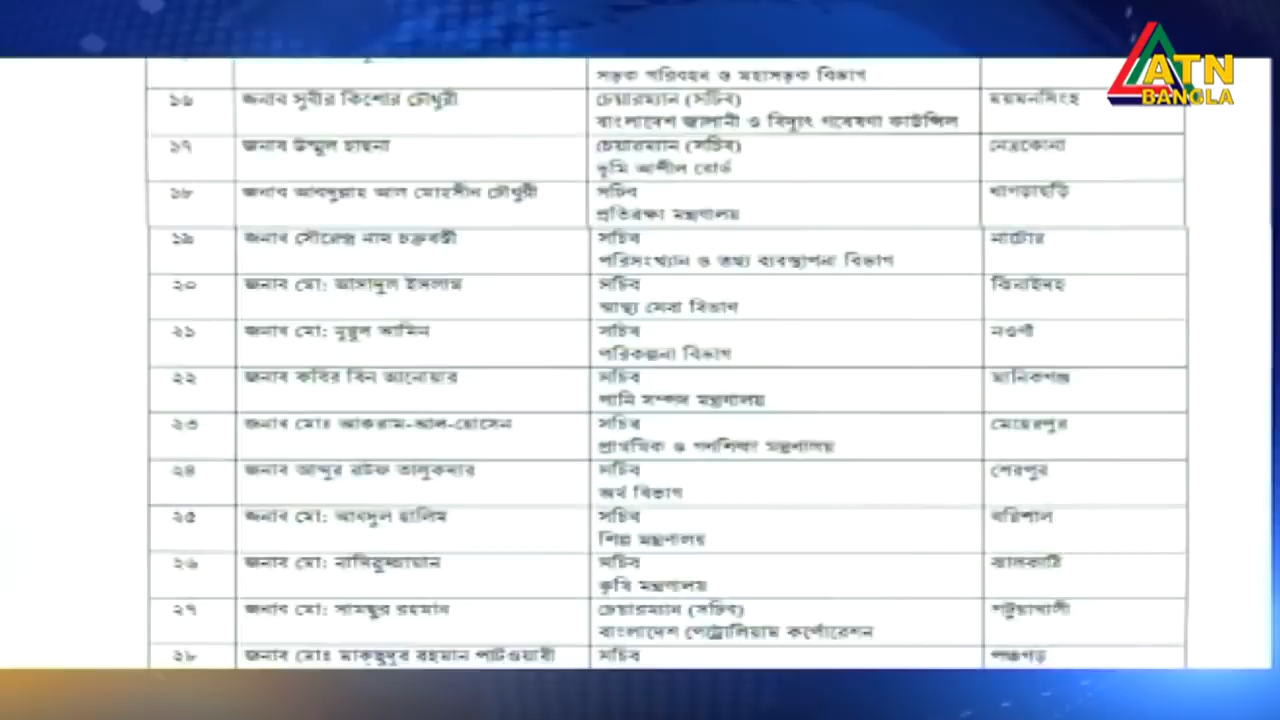 ATN
BANGLA
সড়ক পরিবহন ও মহাসড়ক বিভাগ
১৬ জনাব সুবীর কিশোর চৌধুরী চেয়ারম্যান (সচিব) ময়মনসিংহ
বাংলাদেশ জ্বালানী ও বিদ্যুৎ গবেষণা কাউন্সিল
১৭ জনাব উম্মুল হাছনা চেয়ারম্যান (সচিব) নেত্রকোনা
ভূমি আপীল বোর্ড
১৮ জনাব আবদুল্লাহ আল মোহসীন চৌধুরী সচিব খাগড়াছড়ি
প্রতিরক্ষা মন্ত্রণালয়
১৯ জনাব সৌরেন্দ্র নাথ চক্রবর্ত্তী সচিব নাটোর
পরিসংখ্যান ও তথ্য ব্যবস্থাপনা বিভাগ
২০ জনাব মো: আসাদুল ইসলাম সচিব ঝিনাইদহ
স্বাস্থ্য সেবা বিভাগ
২১ জনাব মো: নূরুল আমিন সচিব নওগাঁ
পরিকল্পনা বিভাগ
২২ জনাব কবির বিন আনোয়ার সচিব মানিকগঞ্জ
পানি সম্পদ মন্ত্রণালয়
২৩ জনাব মোঃ আকরাম-আল-হোসেন সচিব মেহেরপুর
প্রাথমিক ও গণশিক্ষা মন্ত্রণালয়
২৪ জনাব আব্দুর রউফ তালুকদার সচিব শেরপুর
অর্থ বিভাগ
২৫ জনাব মো: আবদুল হালিম সচিব বরিশাল
শিল্প মন্ত্রণালয়
২৬ জনাব মো: নাসিরুজ্জামান সচিব ঝালকাঠি
কৃষি মন্ত্রণালয়
২৭ জনাব মো: সামছুর রহমান চেয়ারম্যান (সচিব) পটুয়াখালী
বাংলাদেশ পেট্রোলিয়াম কর্পোরেশন
২৮ জনাব মোঃ মাকছুদুর রহমান পাটওয়ারী সচিব পঞ্চগড়